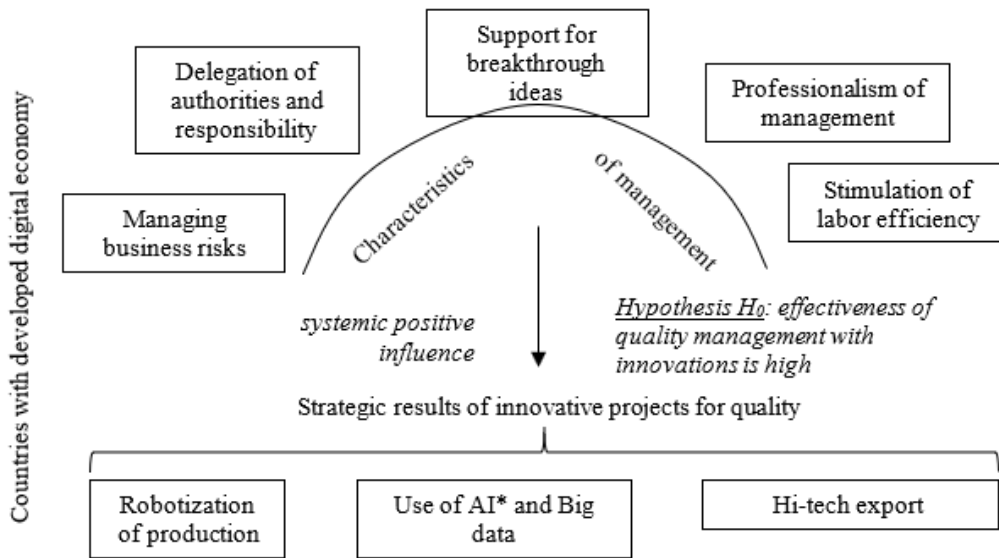 Countries with developed digital economy
Support for
breakthrough
ideas
Delegation of
authorities and
responsibility
Professionalism of
management
Managing
business risks
Stimulation of
labor efficiency
Characteristics
of management
systemic positive
influence
Hypothesis H₀: effectiveness of
quality management with
innovations is high
Strategic results of innovative projects for quality
Robotization
of production
Use of AI* and Big
data
Hi-tech export